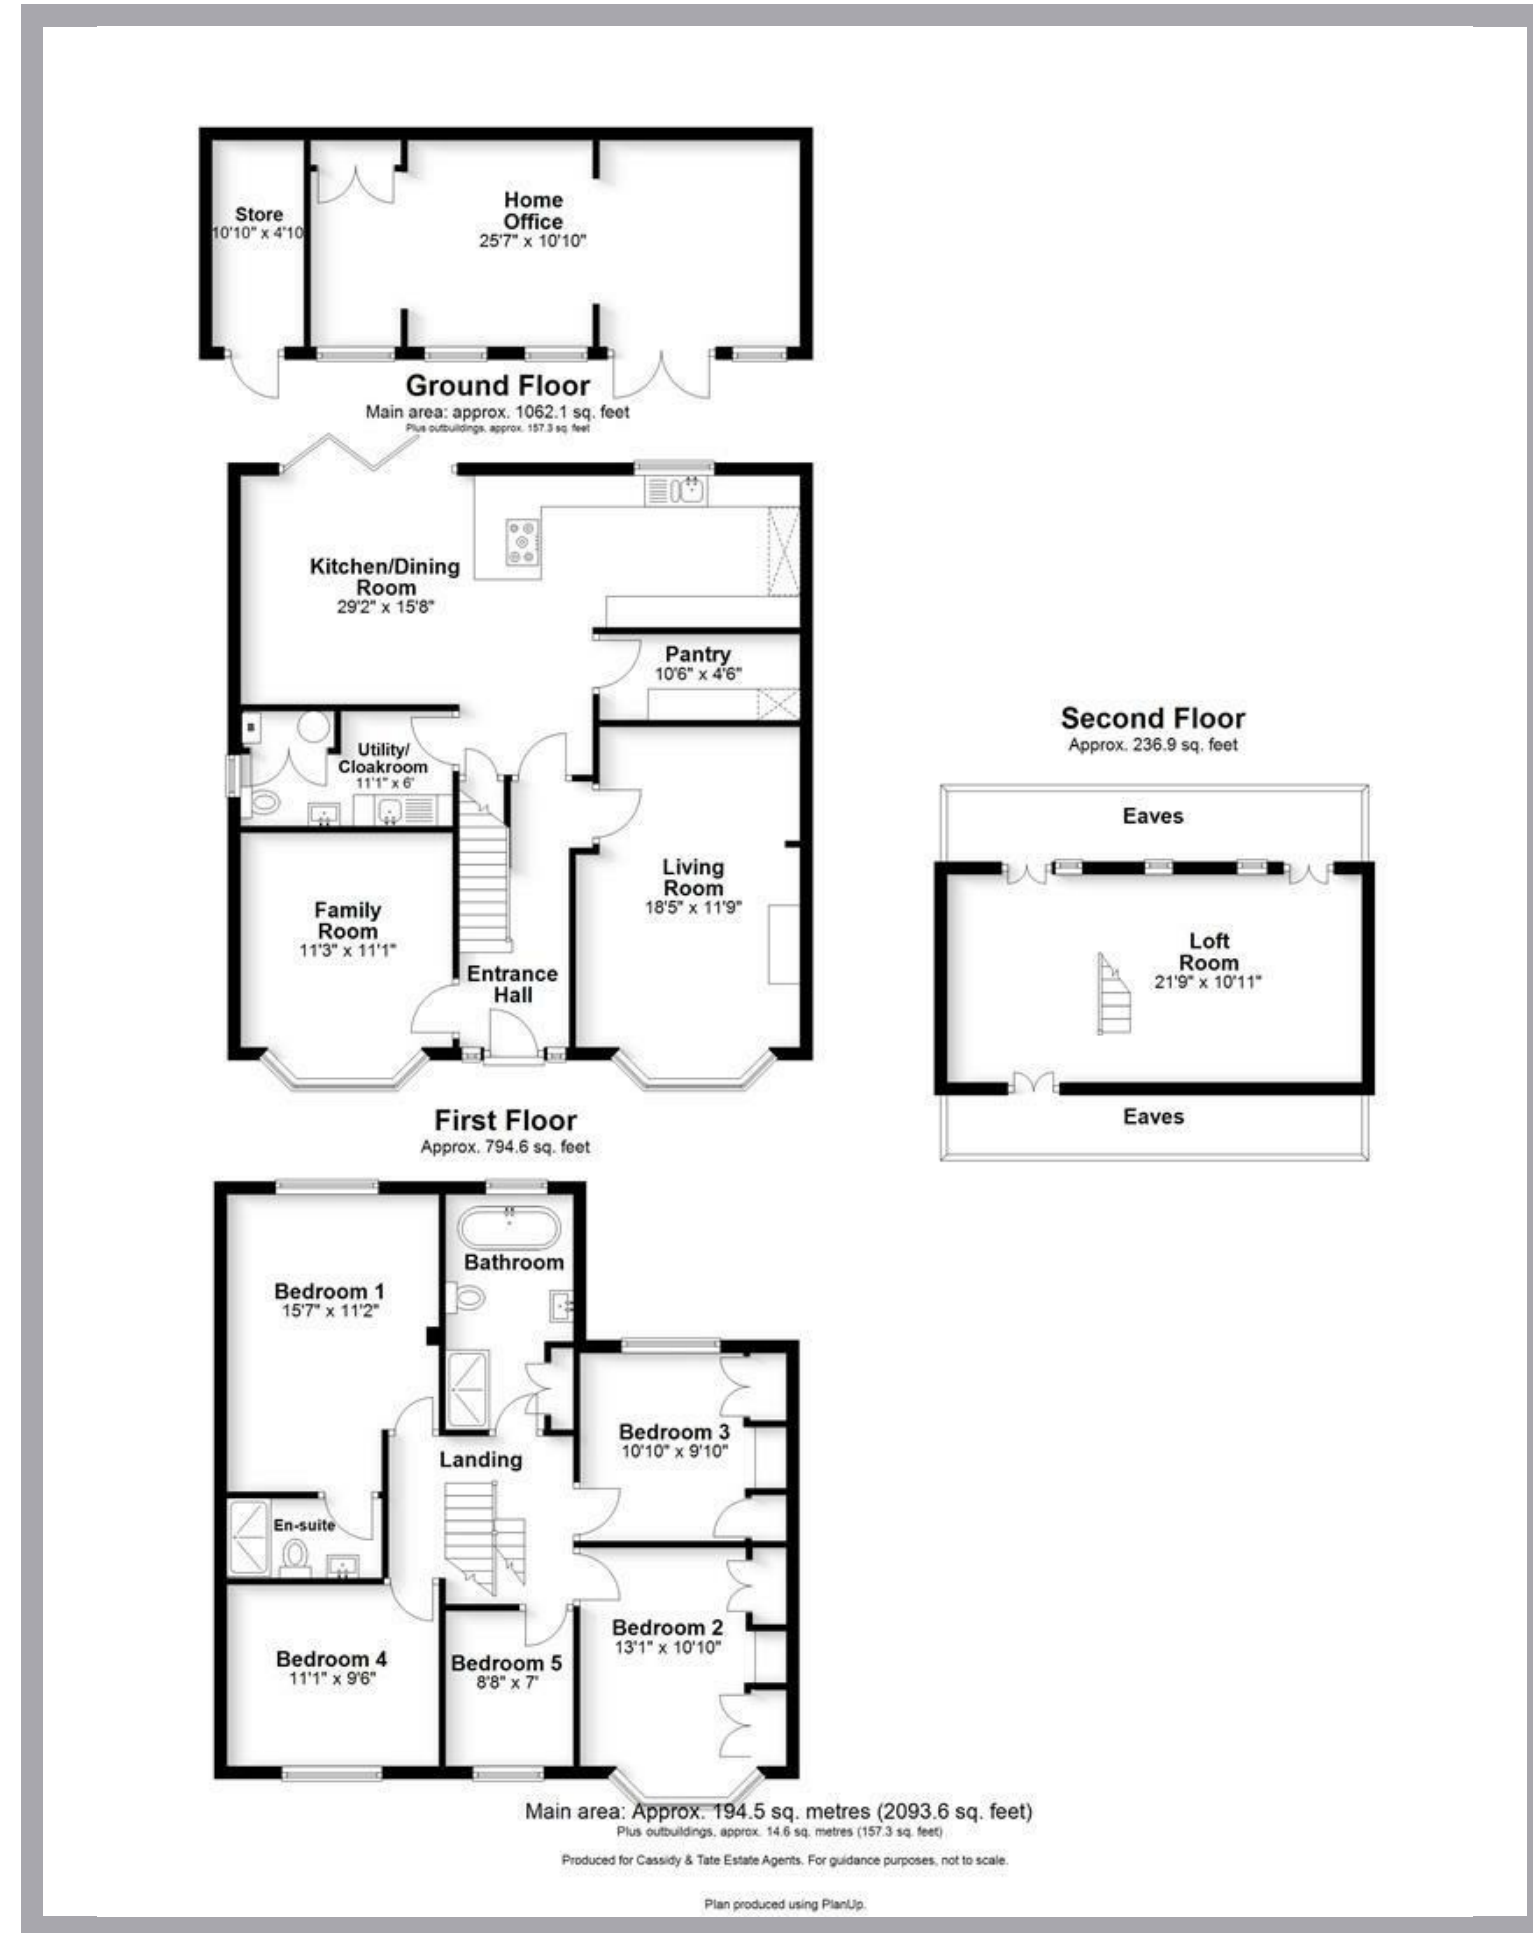 Store
10'10" x 4'10
Home
Office
25'7" x 10'10"
Ground Floor
Main area: approx. 1062.1 sq. feet
Plus outbuildings, approx. 157.3 sq. feet
Kitchen/Dining
Room
29'2" x 15'8"
Pantry
10'6" x 4'6"
Utility/
Cloakroom
11'1" x 6'
Family
Room
11'3" x 11'1"
Entrance
Hall
Living
Room
18'5" x 11'9"
Second Floor
Approx. 236.9 sq. feet
Eaves
Loft
Room
21'9" x 10'11"
Eaves
First Floor
Approx. 794.6 sq. feet
Bedroom 1
15'7" x 11'2"
Bathroom
Bedroom 3
10'10" x 9'10"
Landing
En-suite
Bedroom 2
13'1" x 10'10"
Bedroom 4
11'1" x 9'6"
Bedroom 5
8'8" x 7'
Main area: Approx. 194.5 sq. metres (2093.6 sq. feet)
Plus outbuildings, approx. 14.6 sq. metres (157.3 sq. feet)
Produced for Cassidy & Tate Estate Agents. For guidance purposes, not to scale.
Plan produced using PlanUp.